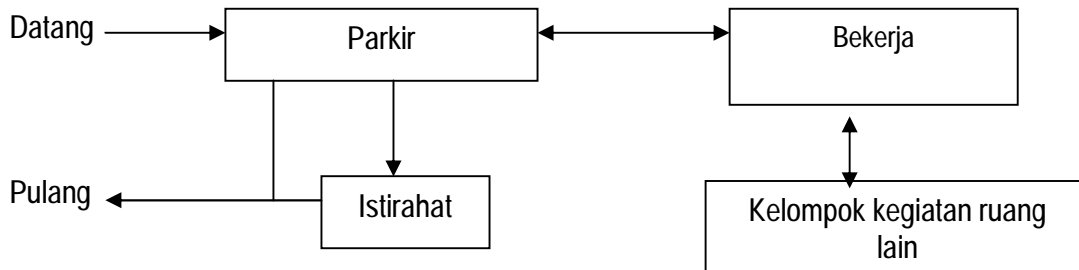 Datang
Parkir
Bekerja
Pulang
Istirahat
Kelompok kegiatan ruang
lain